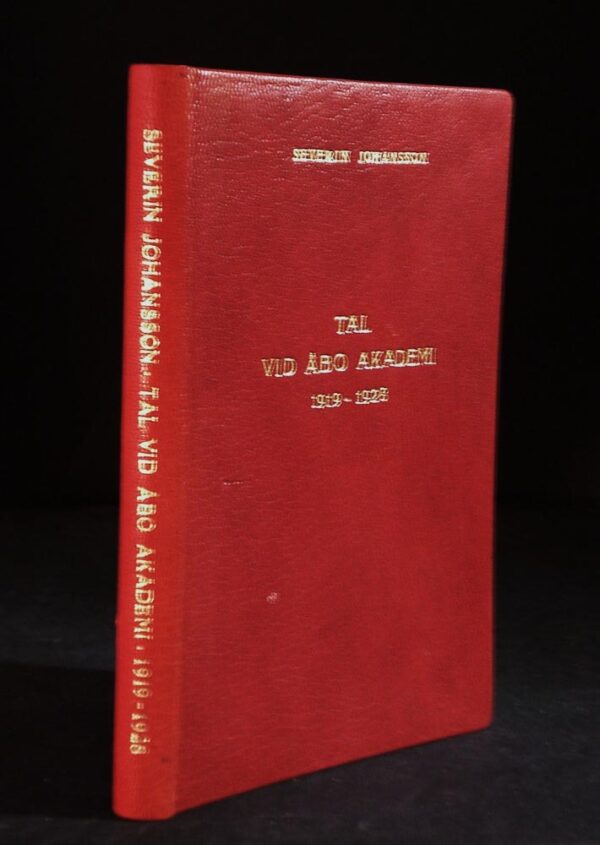 SEVERIN JOHANSSON
TAL
VID ÅBO AKADEMI
1919 - 1928
SEVERIN JOHANSSON . TAL VID ÅBO AKADEMI . 1919 - 1928